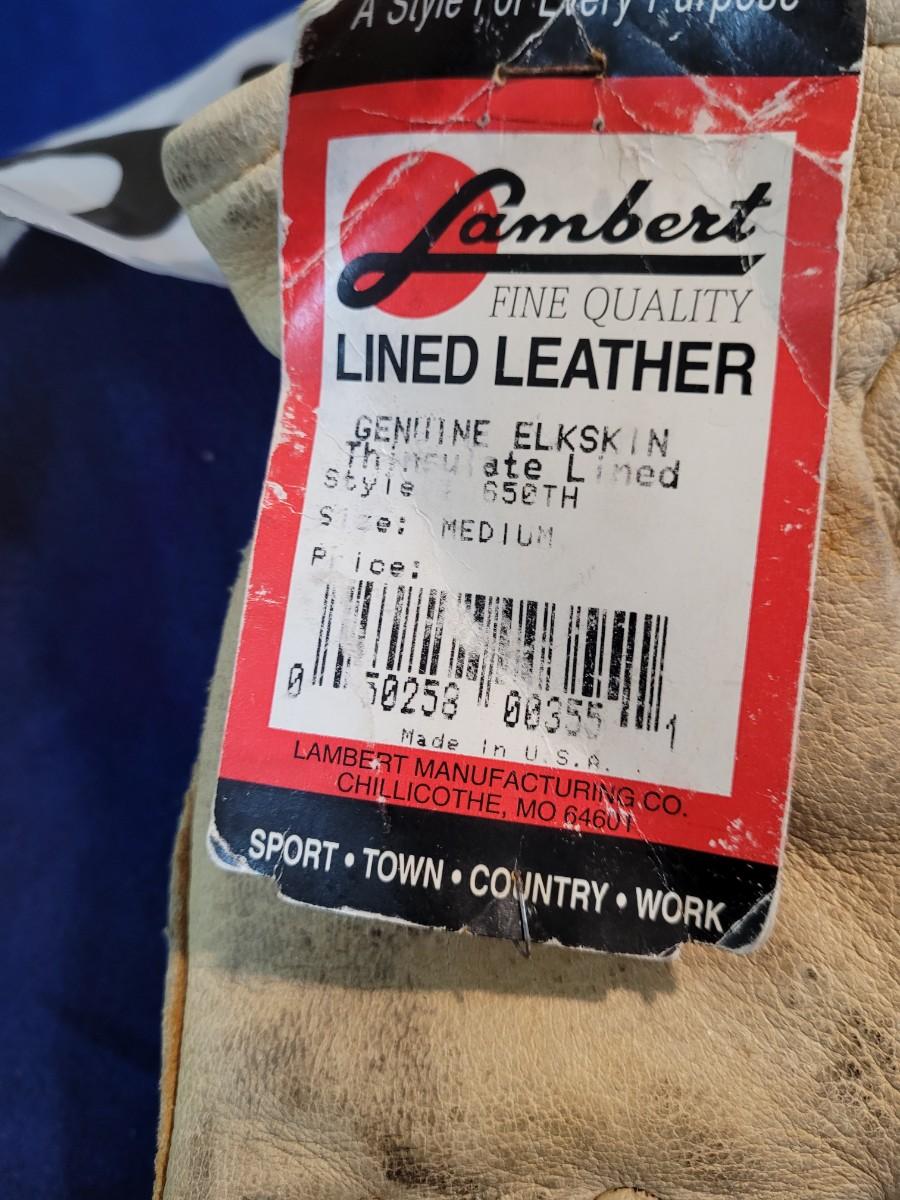 A Style For Every Purpose
Lambert
FINE QUALITY
LINED LEATHER
GENUINE ELKSKIN
Thinsulate Lined
Style : 650TH
Size: MEDIUM
Price:
0 50258 00355 1
Made in U.S.A.
LAMBERT MANUFACTURING CO.
CHILLICOTHE, MO 64601
SPORT • TOWN • COUNTRY • WORK